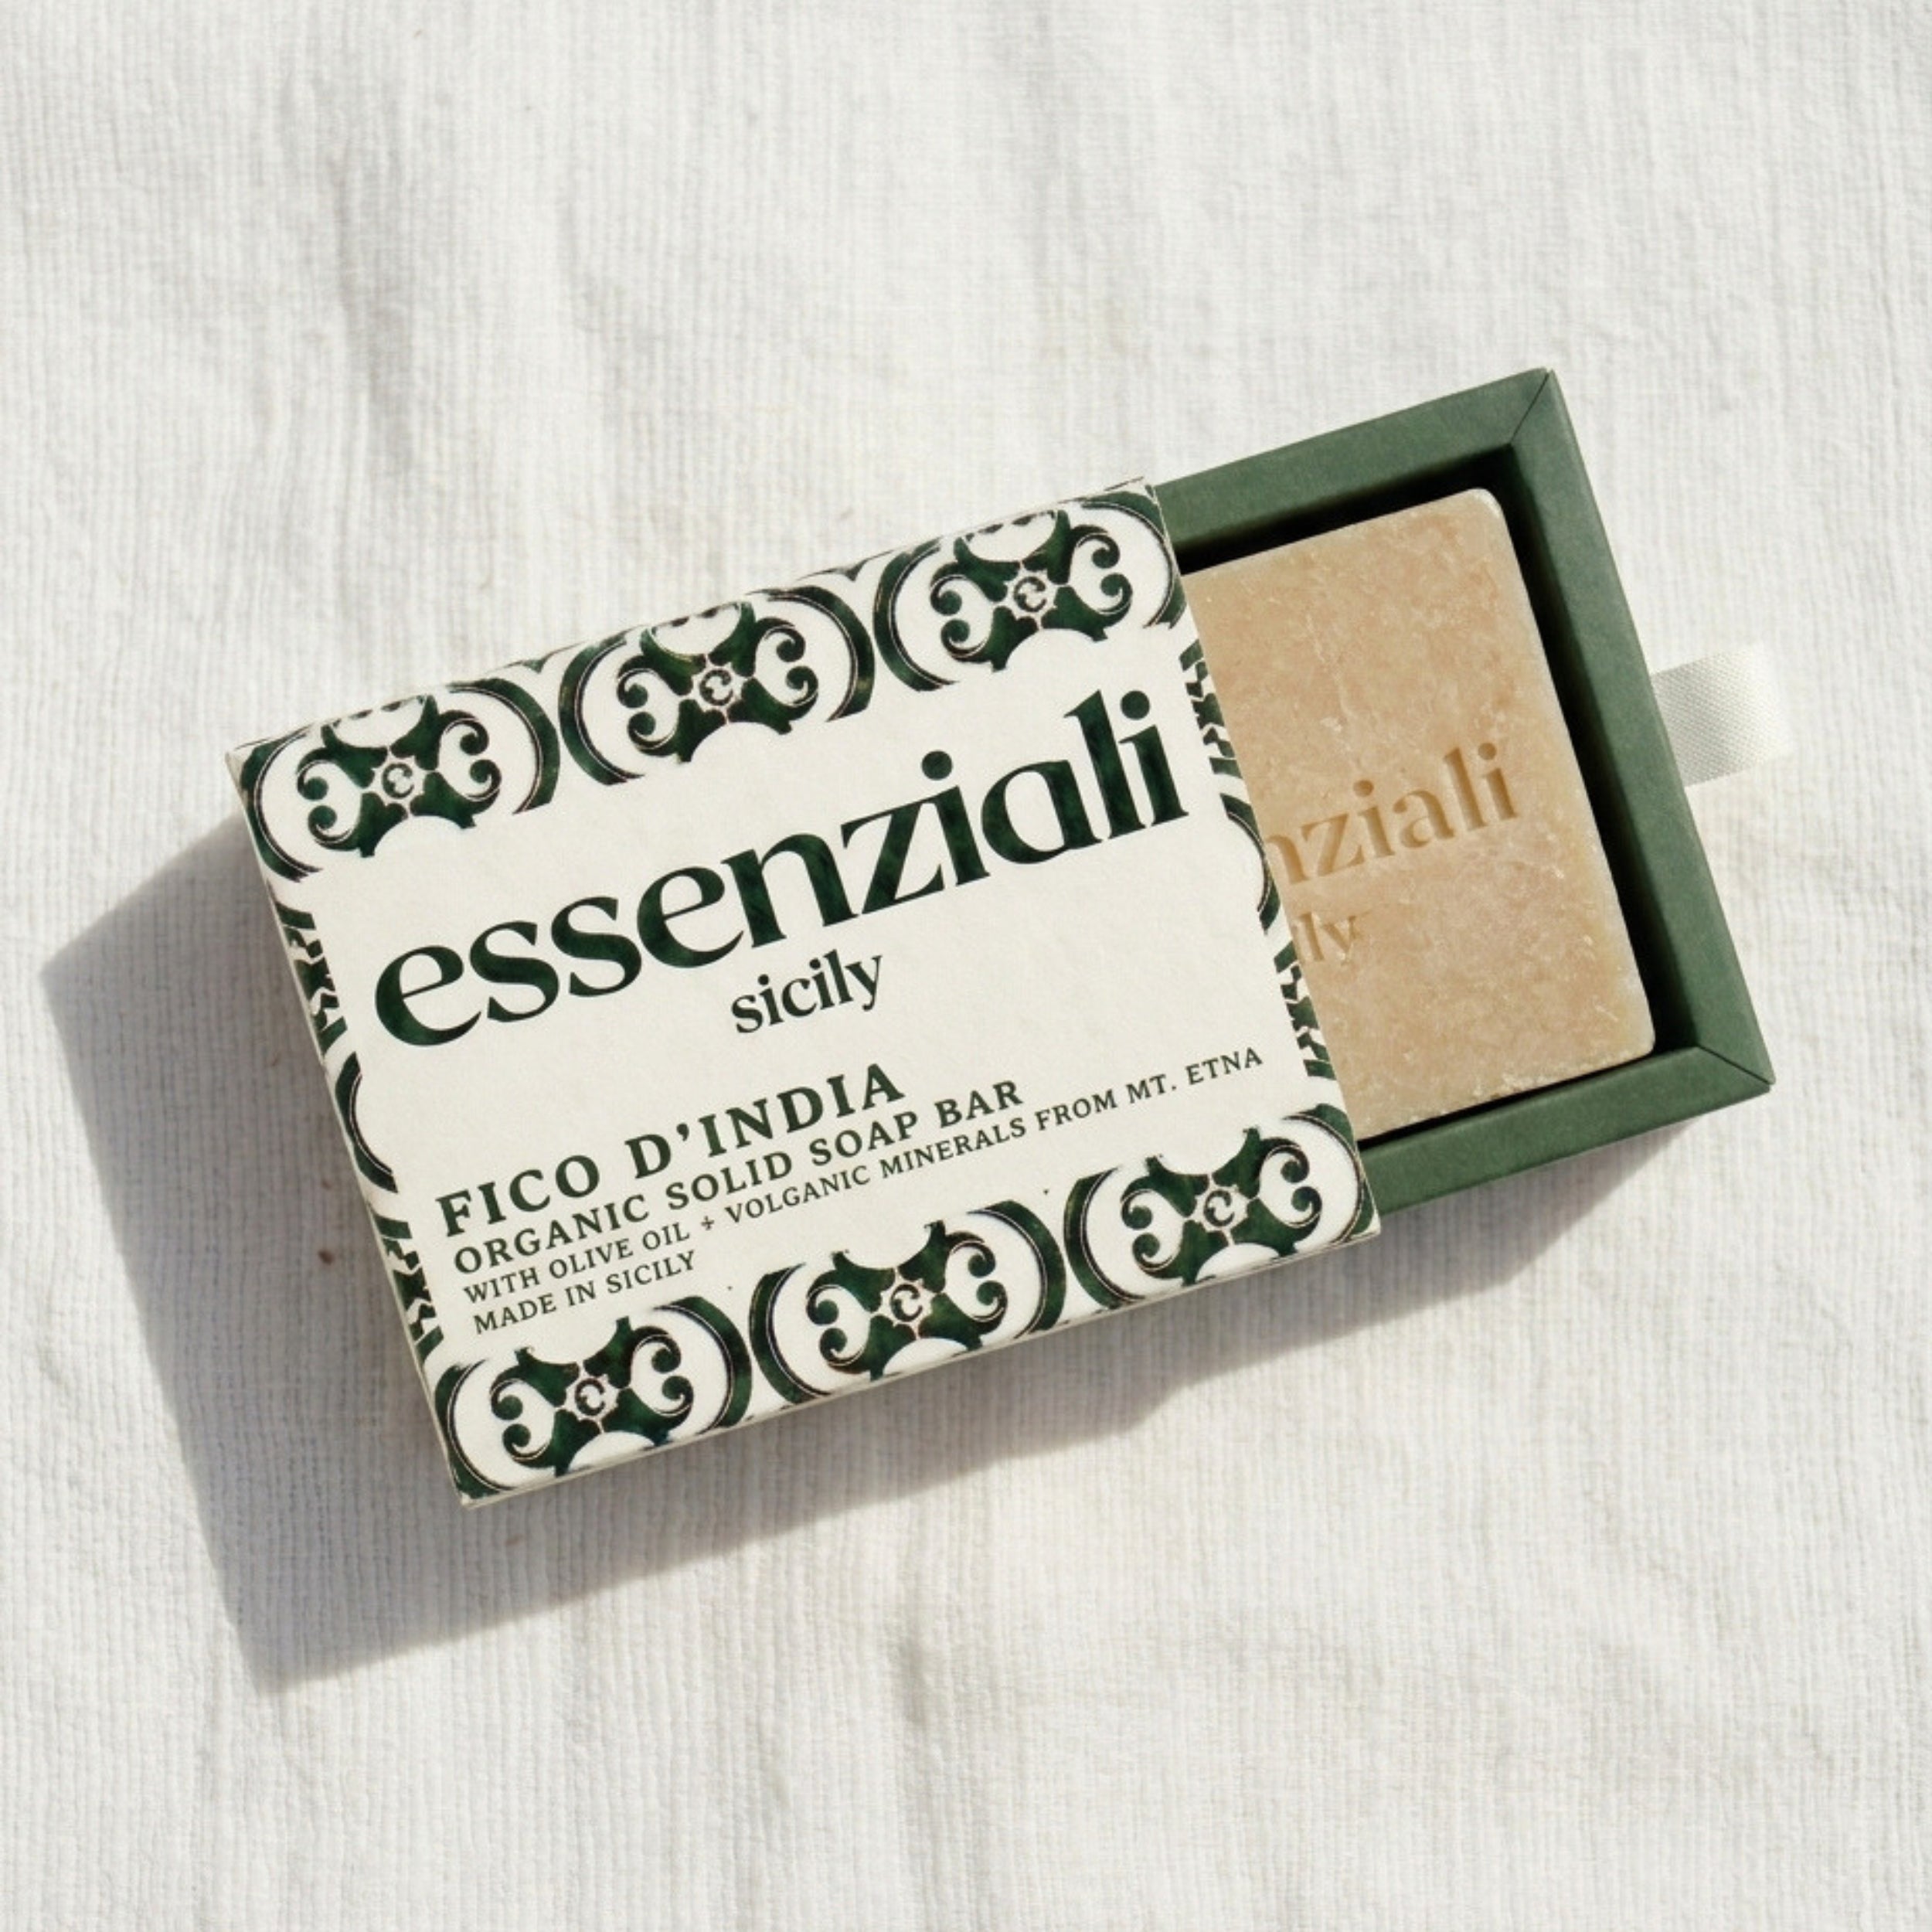 essenziali
sicily
FICO D'INDIA
ORGANIC SOLID SOAP BAR
WITH OLIVE OIL + VOLGANIC MINERALS FROM MT. ETNA
MADE IN SICILY
nziali
ily